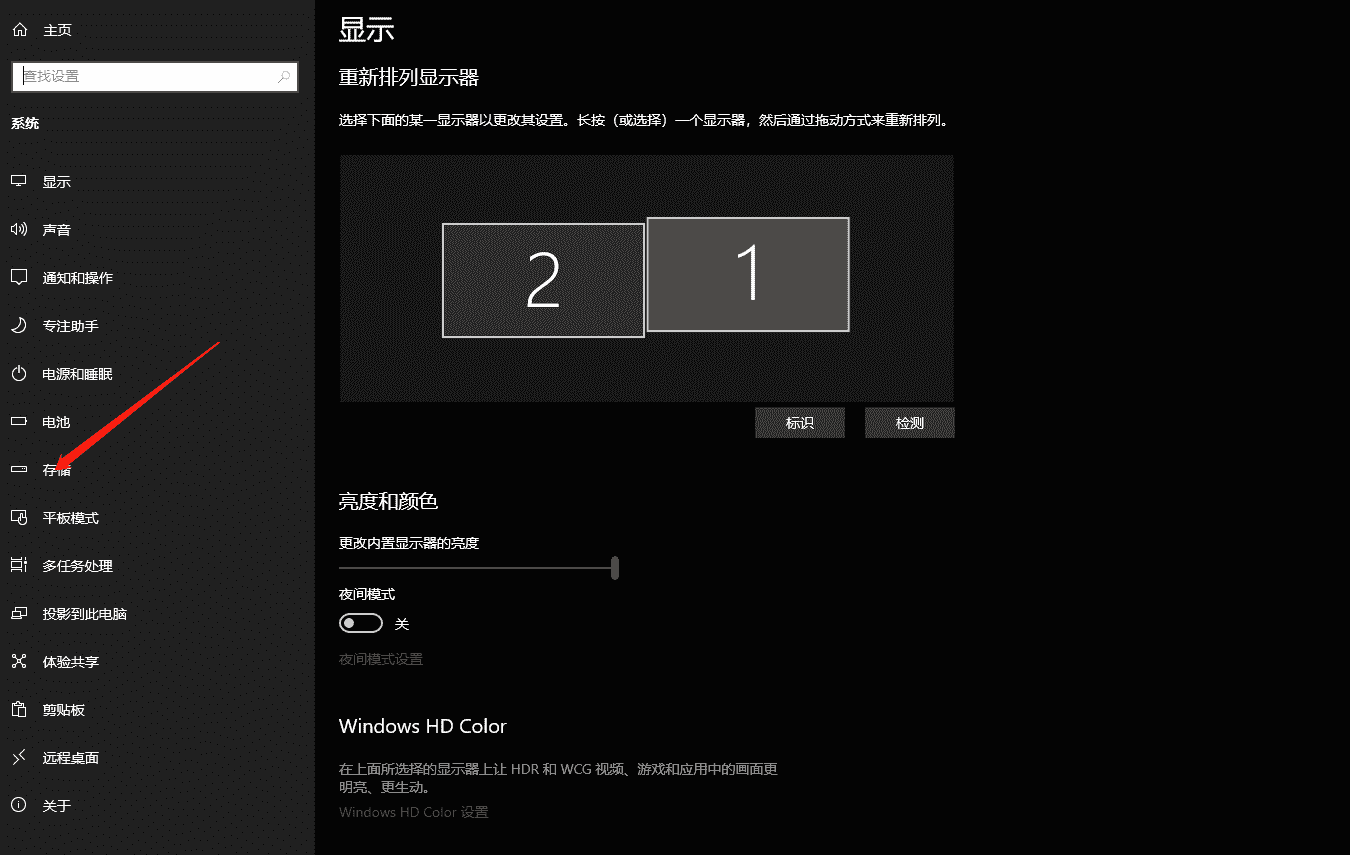 主页
查找设置
系统
显示
声音
通知和操作
专注助手
电源和睡眠
电池
存储
平板模式
多任务处理
投影到此电脑
体验共享
剪贴板
远程桌面
关于
显示
重新排列显示器
选择下面的某一显示器以更改其设置。长按（或选择）一个显示器，然后通过拖动方式来重新排列。
2
1
标识
检测
亮度和颜色
更改内置显示器的亮度
夜间模式
关
夜间模式设置
Windows HD Color
在上面所选择的显示器上让 HDR 和 WCG 视频、游戏和应用中的画面更
明亮、更生动。
Windows HD Color 设置